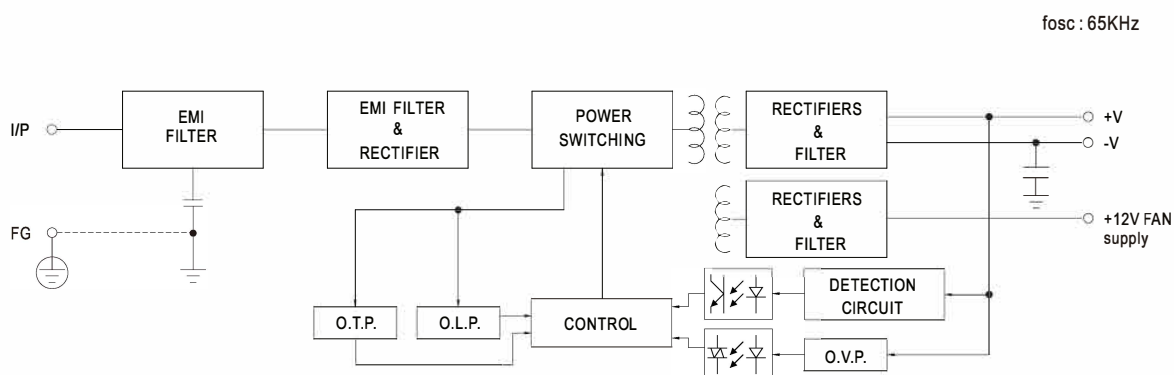 fosc : 65KHz
I/P
EMI
FILTER
EMI FILTER
&
RECTIFIER
POWER
SWITCHING
RECTIFIERS
&
FILTER
+V
-V
RECTIFIERS
&
FILTER
+12V FAN
supply
FG
O.T.P.
O.L.P.
CONTROL
DETECTION
CIRCUIT
O.V.P.